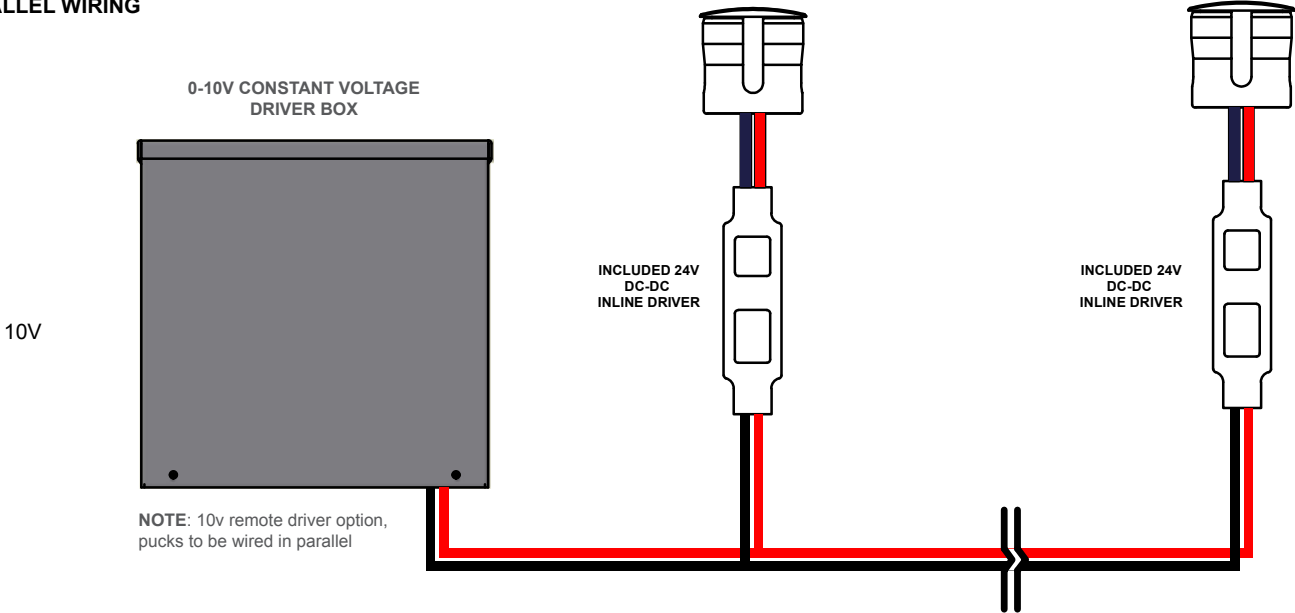 ALLEL WIRING
0-10V CONSTANT VOLTAGE
DRIVER BOX
INCLUDED 24V
DC-DC
INLINE DRIVER
INCLUDED 24V
DC-DC
INLINE DRIVER
10V
NOTE: 10v remote driver option,
pucks to be wired in parallel